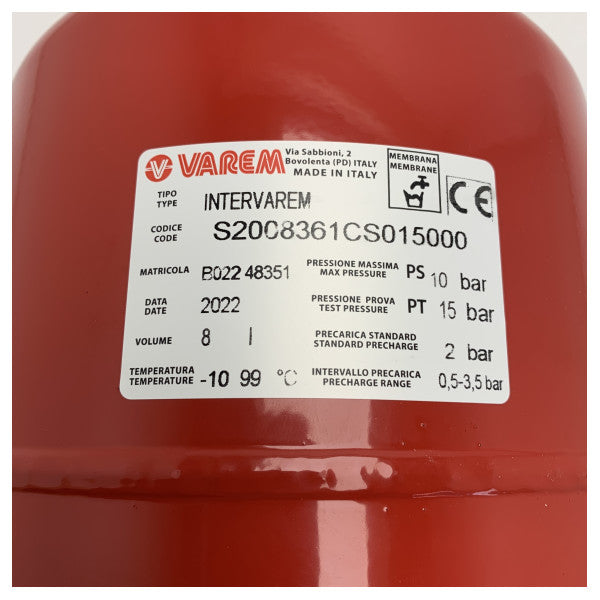 VAREM Via Sabbioni, 2
Bovolenta (PD) ITALY
MADE IN ITALY
MEMBRANA
MEMBRANE
CE
TIPO
TYPE INTERVAREM
CODICE
CODE S2008361CS015000
MATRICOLA B022 48351
PRESSIONE MASSIMA
MAX PRESSURE PS 10 bar
DATA
DATE 2022
PRESSIONE PROVA
TEST PRESSURE PT 15 bar
VOLUME 8 l
PRECARICA STANDARD
STANDARD PRECHARGE 2 bar
TEMPERATURA
TEMPERATURE -10 99 °C
INTERVALLO PRECARICA
PRECHARGE RANGE 0,5-3,5 bar